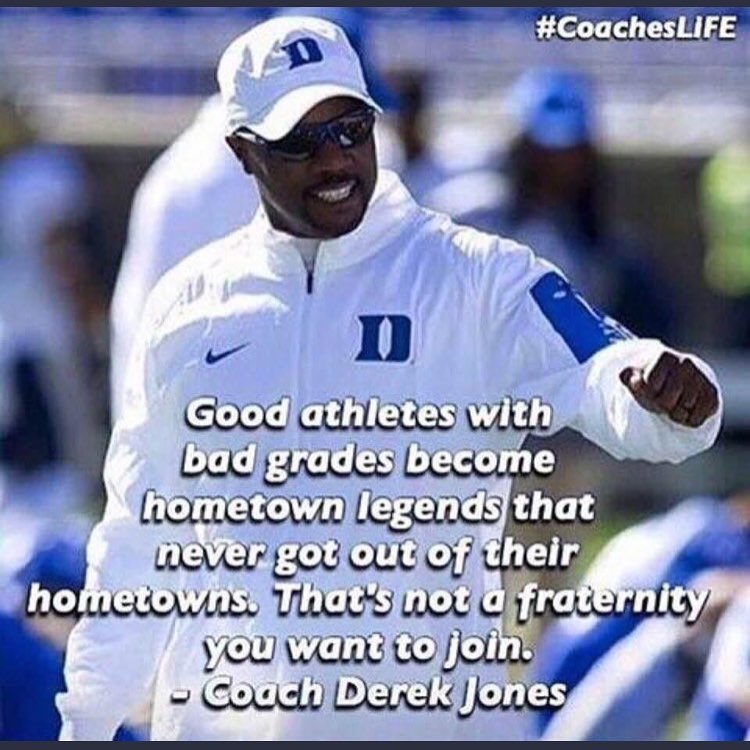 #CoachesLIFE
D
D
Good athletes with
bad grades become
hometown legends that
never got out of their
hometowns. That's not a fraternity
you want to join.
- Coach Derek Jones